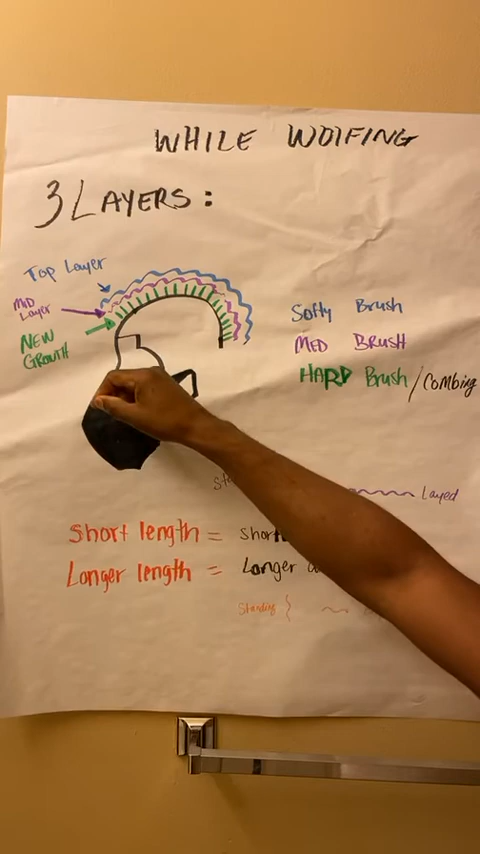 WHILE WOlFING
3 LAYERS:
Top Layer
MID
Layer
NEW
GROWTH
Softy Brush
MED BRUSH
HARD Brush / Combing
Layed
Short length = short
Longer length = Longer
Standing }